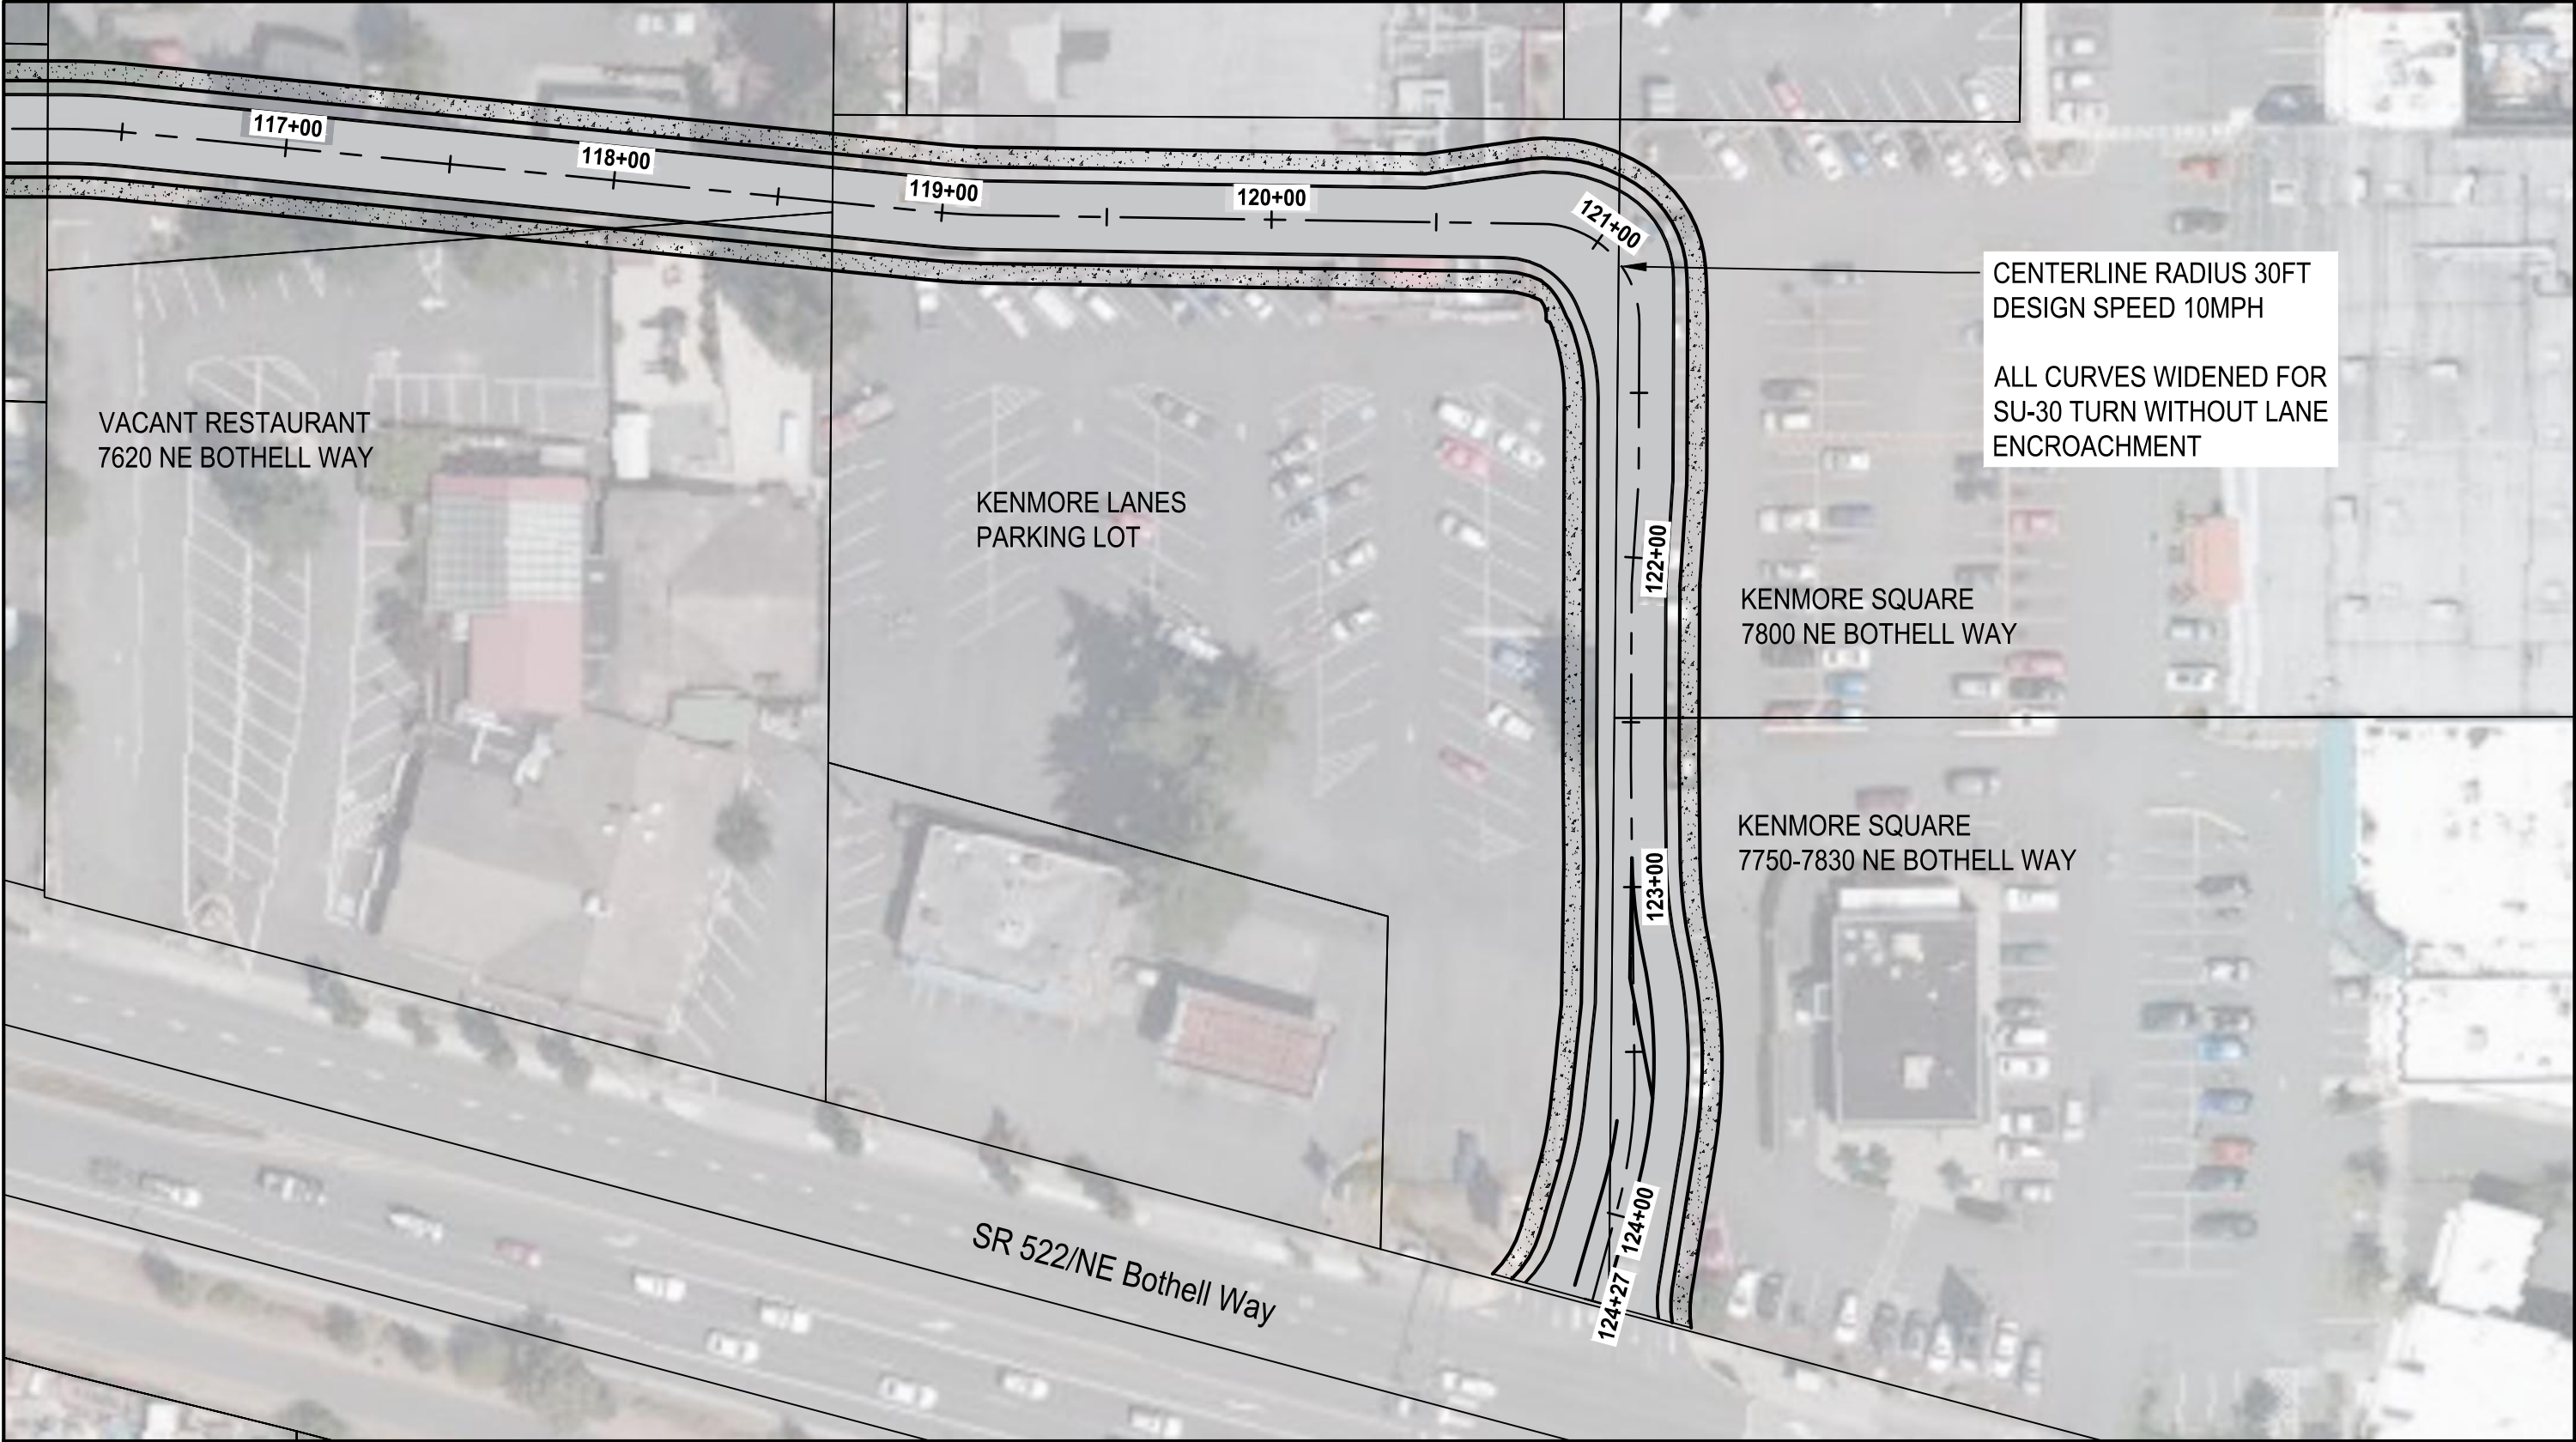 117+00
118+00
119+00
120+00
121+00
CENTERLINE RADIUS 30FT
DESIGN SPEED 10MPH
ALL CURVES WIDENED FOR
SU-30 TURN WITHOUT LANE
ENCROACHMENT
VACANT RESTAURANT
7620 NE BOTHELL WAY
KENMORE LANES
PARKING LOT
122+00
KENMORE SQUARE
7800 NE BOTHELL WAY
KENMORE SQUARE
7750-7830 NE BOTHELL WAY
123+00
124+00
124+27
SR 522/NE Bothell Way